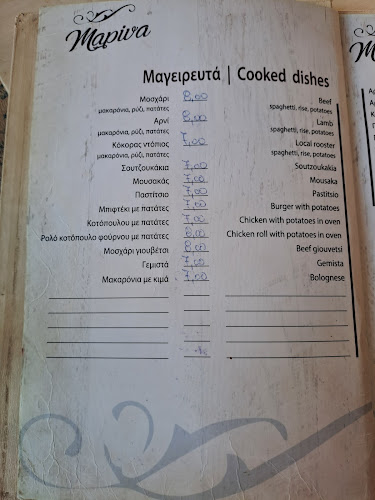 Μαρίνα
Μαγειρευτά | Cooked dishes
Μοσχάρι 8,00 Beef
μακαρόνια, ρύζι, πατάτες spaghetti, rise, potatoes
Αρνί 8,00 Lamb
μακαρόνια, ρύζι, πατάτες spaghetti, rise, potatoes
Κόκορας ντόπιος 7,00 Local rooster
μακαρόνια, ρύζι, πατάτες spaghetti, rise, potatoes
Σουτζουκάκια 7,00 Soutzoukakia
Μουσακάς 7,00 Mousaka
Παστίτσιο 7,00 Pastitsio
Μπιφτέκι με πατάτες 7,00 Burger with potatoes
Κοτόπουλου με πατάτες 7,00 Chicken with potatoes in oven
Ρολό κοτόπουλο φούρνου με πατάτες 8,00 Chicken roll with potatoes in oven
Μοσχάρι γιουβέτσι 8,00 Beef giouvetsi
Γεμιστά 7,00 Gemista
Μακαρόνια με κιμά 7,00 Bolognese